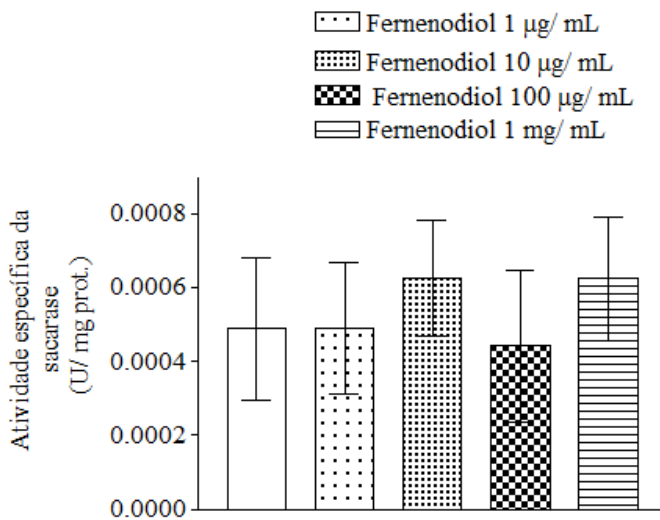 Fernenodiol 1 μg/ mL
Fernenodiol 10 μg/ mL
Fernenodiol 100 μg/ mL
Fernenodiol 1 mg/ mL
Atividade específica da
sacarase
(U/ mg prot.)
0.0008
0.0006
0.0004
0.0002
0.0000